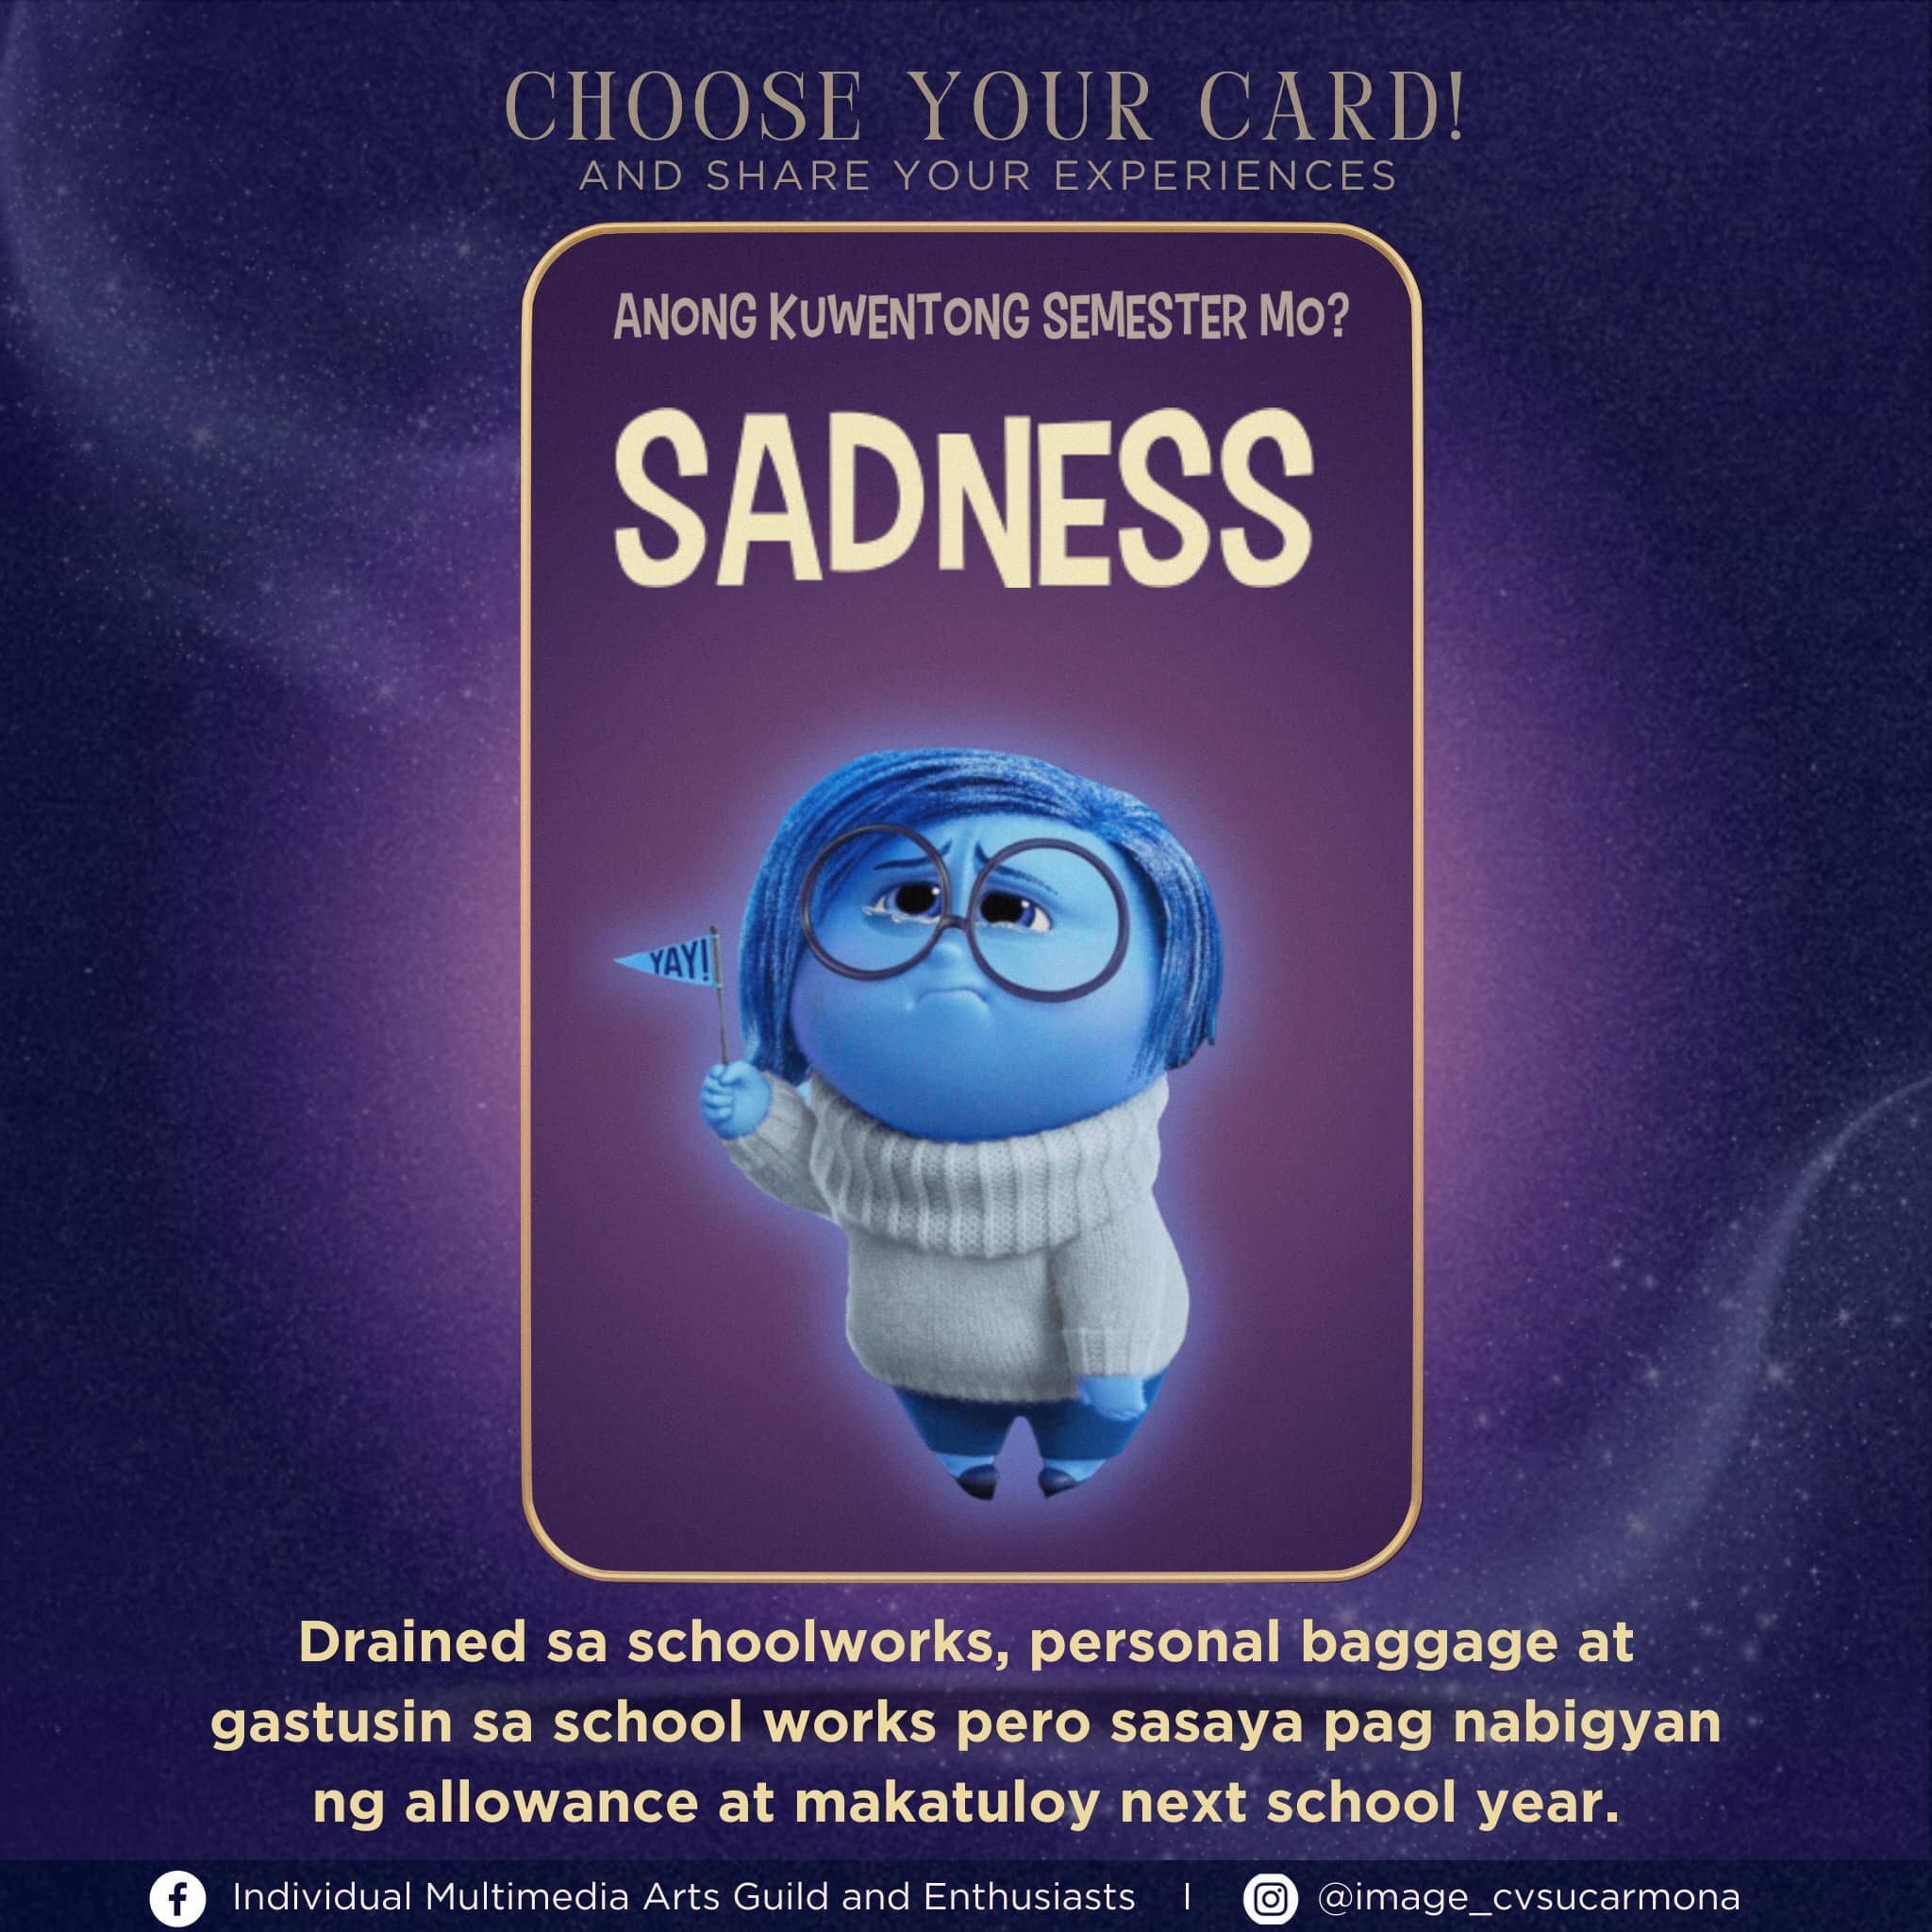 CHOOSE YOUR CARD!
AND SHARE YOUR EXPERIENCES
ANONG KUWENTONG SEMESTER MO?
SADNESS
YAY!
Drained sa schoolworks, personal baggage at
gastusin sa school works pero sasaya pag nabigyan
ng allowance at makatuloy next school year.
Individual Multimedia Arts Guild and Enthusiasts | @image_cvsucarmona